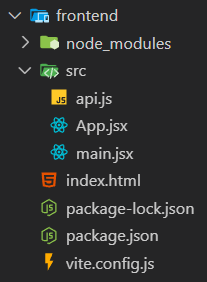 frontend
node_modules
src
JS api.js
App.jsx
main.jsx
index.html
package-lock.json
package.json
vite.config.js